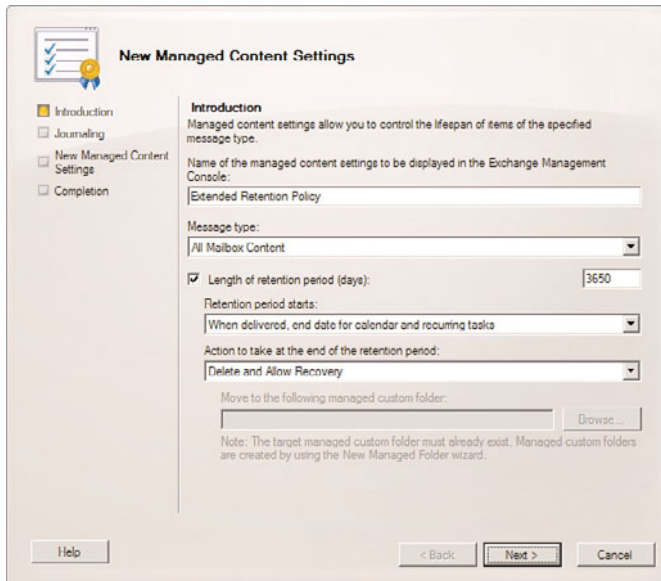 New Managed Content Settings
Introduction
Journaling
New Managed Content
Settings
Completion
Introduction
Managed content settings allow you to control the lifespan of items of the specified
message type.
Name of the managed content settings to be displayed in the Exchange Management
Console:
Extended Retention Policy
Message type:
All Mailbox Content
Length of retention period (days):
3650
Retention period starts:
When delivered, end date for calendar and recurring tasks
Action to take at the end of the retention period:
Delete and Allow Recovery
Move to the following managed custom folder:
Browse...
Note: The target managed custom folder must already exist. Managed custom folders
are created by using the New Managed Folder wizard.
Help
< Back
Next >
Cancel